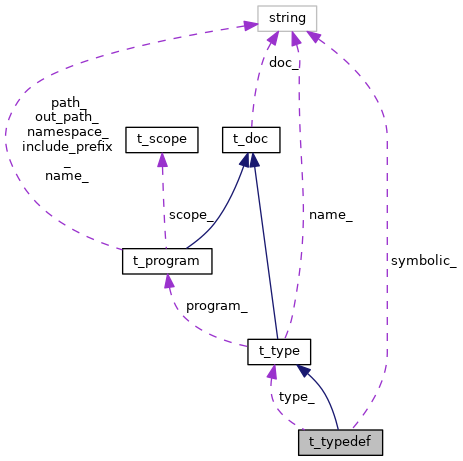 string
doc_
path_
out_path_
namespace_
include_prefix
_
name_
t_scope
t_doc
scope_
name_
t_program
symbolic_
program_
t_type
type_
t_typedef